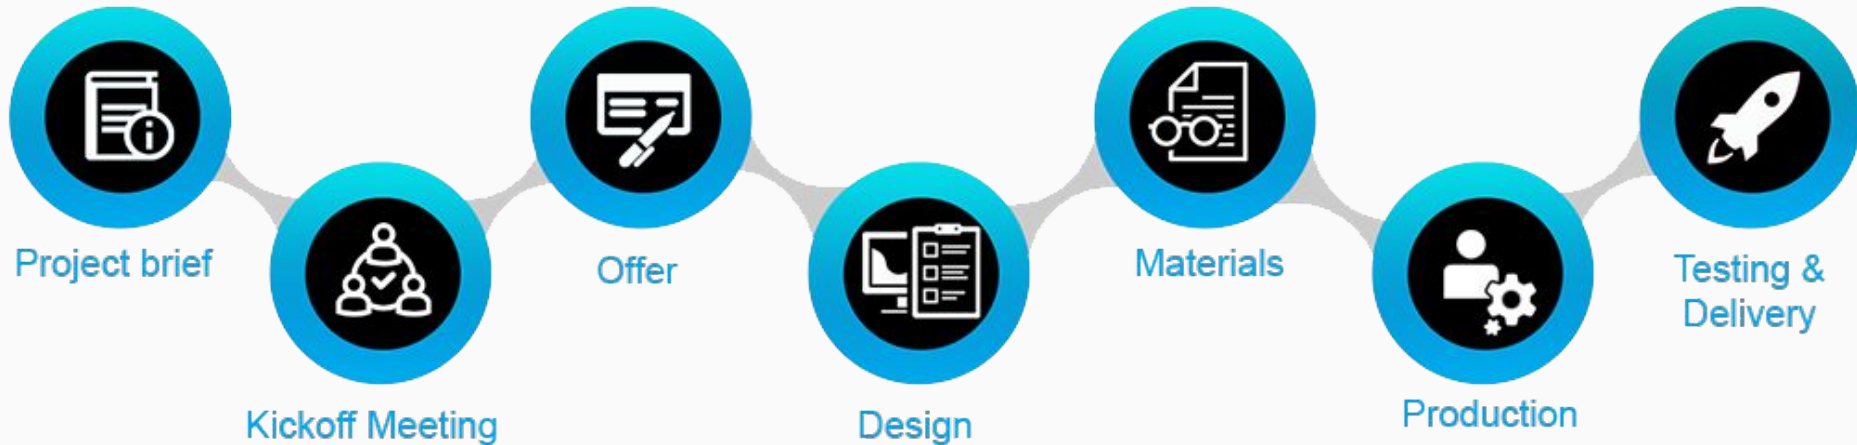 Project brief
Kickoff Meeting
Offer
Design
Materials
Production
Testing &
Delivery